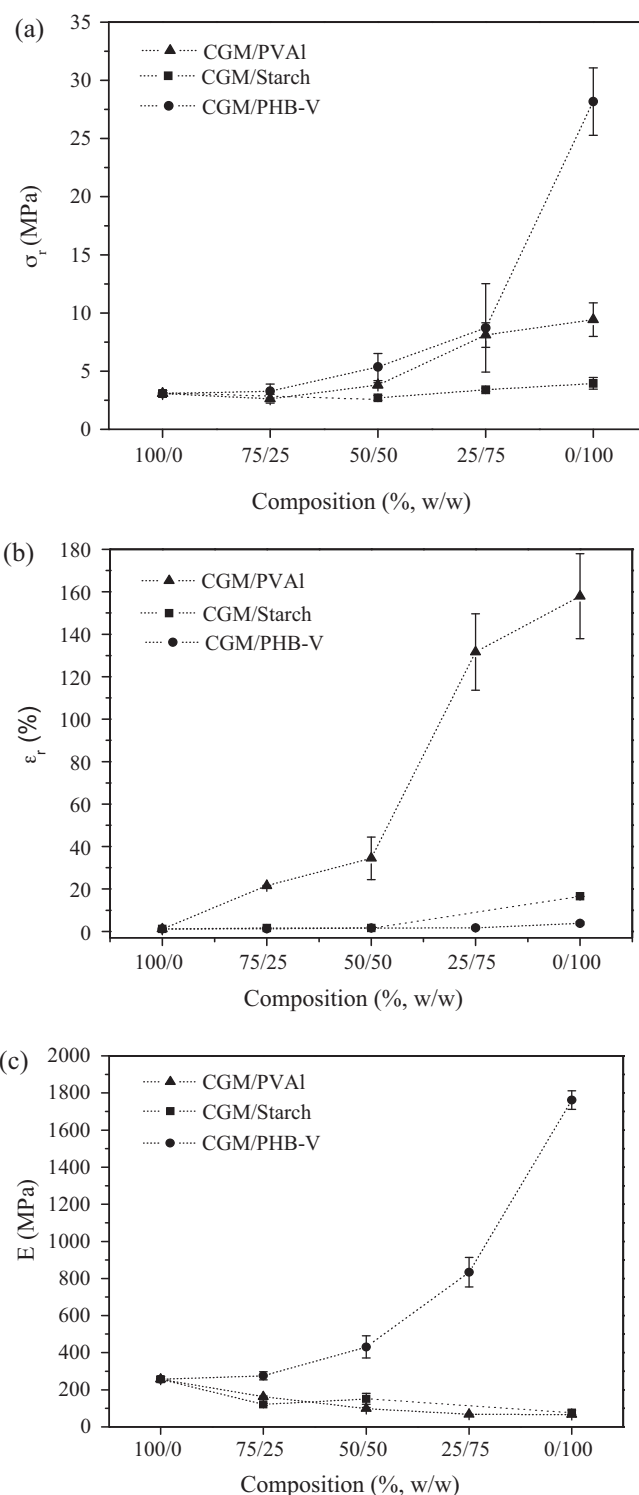 (a)
35
30
25
20
15
10
5
0
σr (MPa)
CGM/PVAl
CGM/Starch
CGM/PHB-V
100/0 75/25 50/50 25/75 0/100
Composition (%, w/w)
(b)
180
160
140
120
100
80
60
40
20
0
εr (%)
CGM/PVAl
CGM/Starch
CGM/PHB-V
100/0 75/25 50/50 25/75 0/100
Composition (%, w/w)
(c)
2000
1800
1600
1400
1200
1000
800
600
400
200
0
E (MPa)
CGM/PVAl
CGM/Starch
CGM/PHB-V
100/0 75/25 50/50 25/75 0/100
Composition (%, w/w)